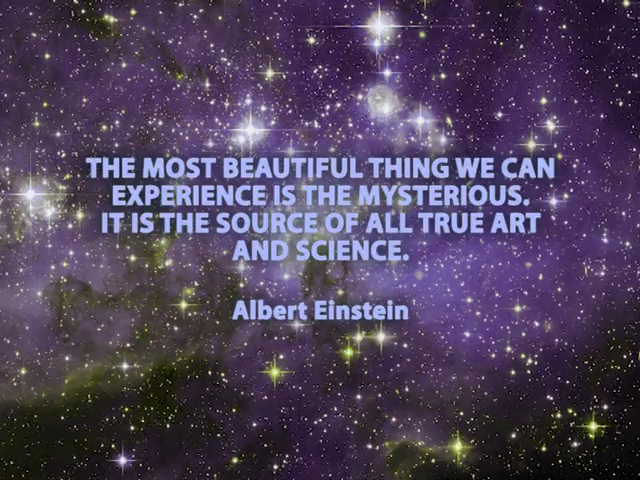 THE MOST BEAUTIFUL THING WE CAN
EXPERIENCE IS THE MYSTERIOUS.
IT IS THE SOURCE OF ALL TRUE ART
AND SCIENCE.
Albert Einstein